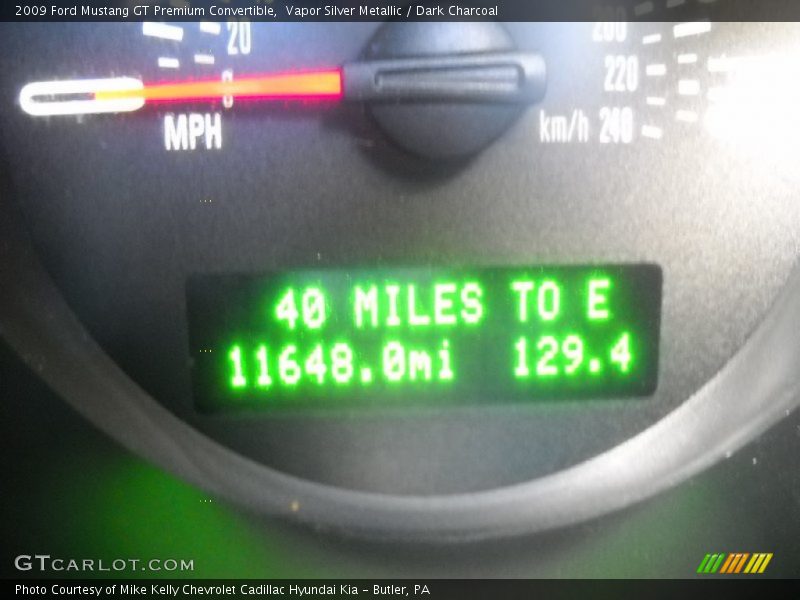 2009 Ford Mustang GT Premium Convertible,  Vapor Silver Metallic / Dark Charcoal
20
0
MPH
200
220
km/h 240
40 MILES TO E
11648.0mi 129.4
GTCARLOT.COM
Photo Courtesy of Mike Kelly Chevrolet Cadillac Hyundai Kia - Butler, PA